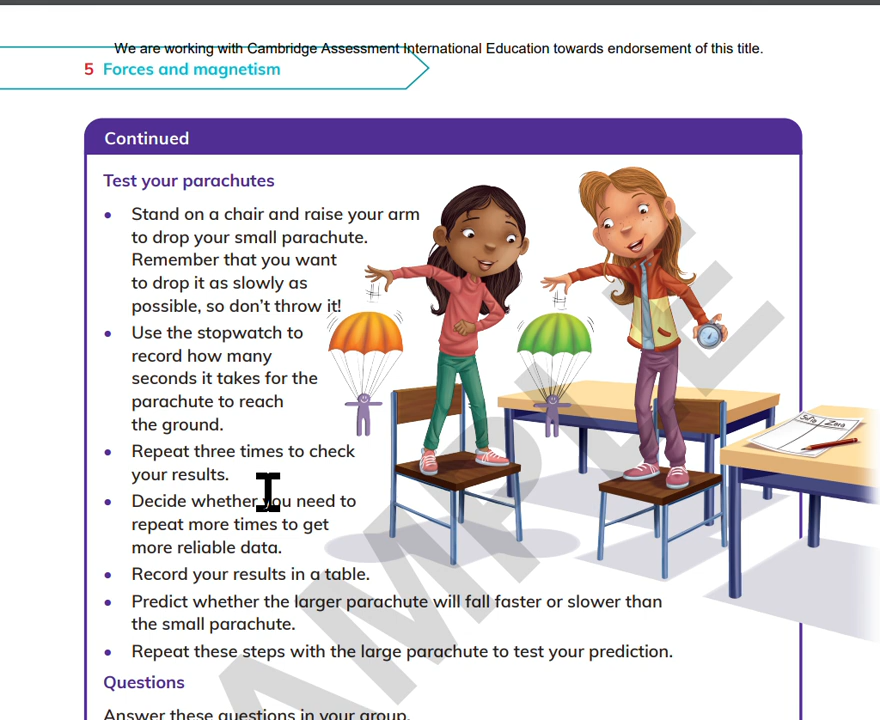 We are working with Cambridge Assessment International Education towards endorsement of this title.
5 Forces and magnetism
Continued
Test your parachutes
• Stand on a chair and raise your arm
to drop your small parachute.
Remember that you want
to drop it as slowly as
possible, so don't throw it!
• Use the stopwatch to
record how many
seconds it takes for the
parachute to reach
the ground.
• Repeat three times to check
your results.
• Decide whether you need to
repeat more times to get
more reliable data.
• Record your results in a table.
• Predict whether the larger parachute will fall faster or slower than
the small parachute.
• Repeat these steps with the large parachute to test your prediction.
Questions
Answer these questions in your group.
SAMPLE
Zara